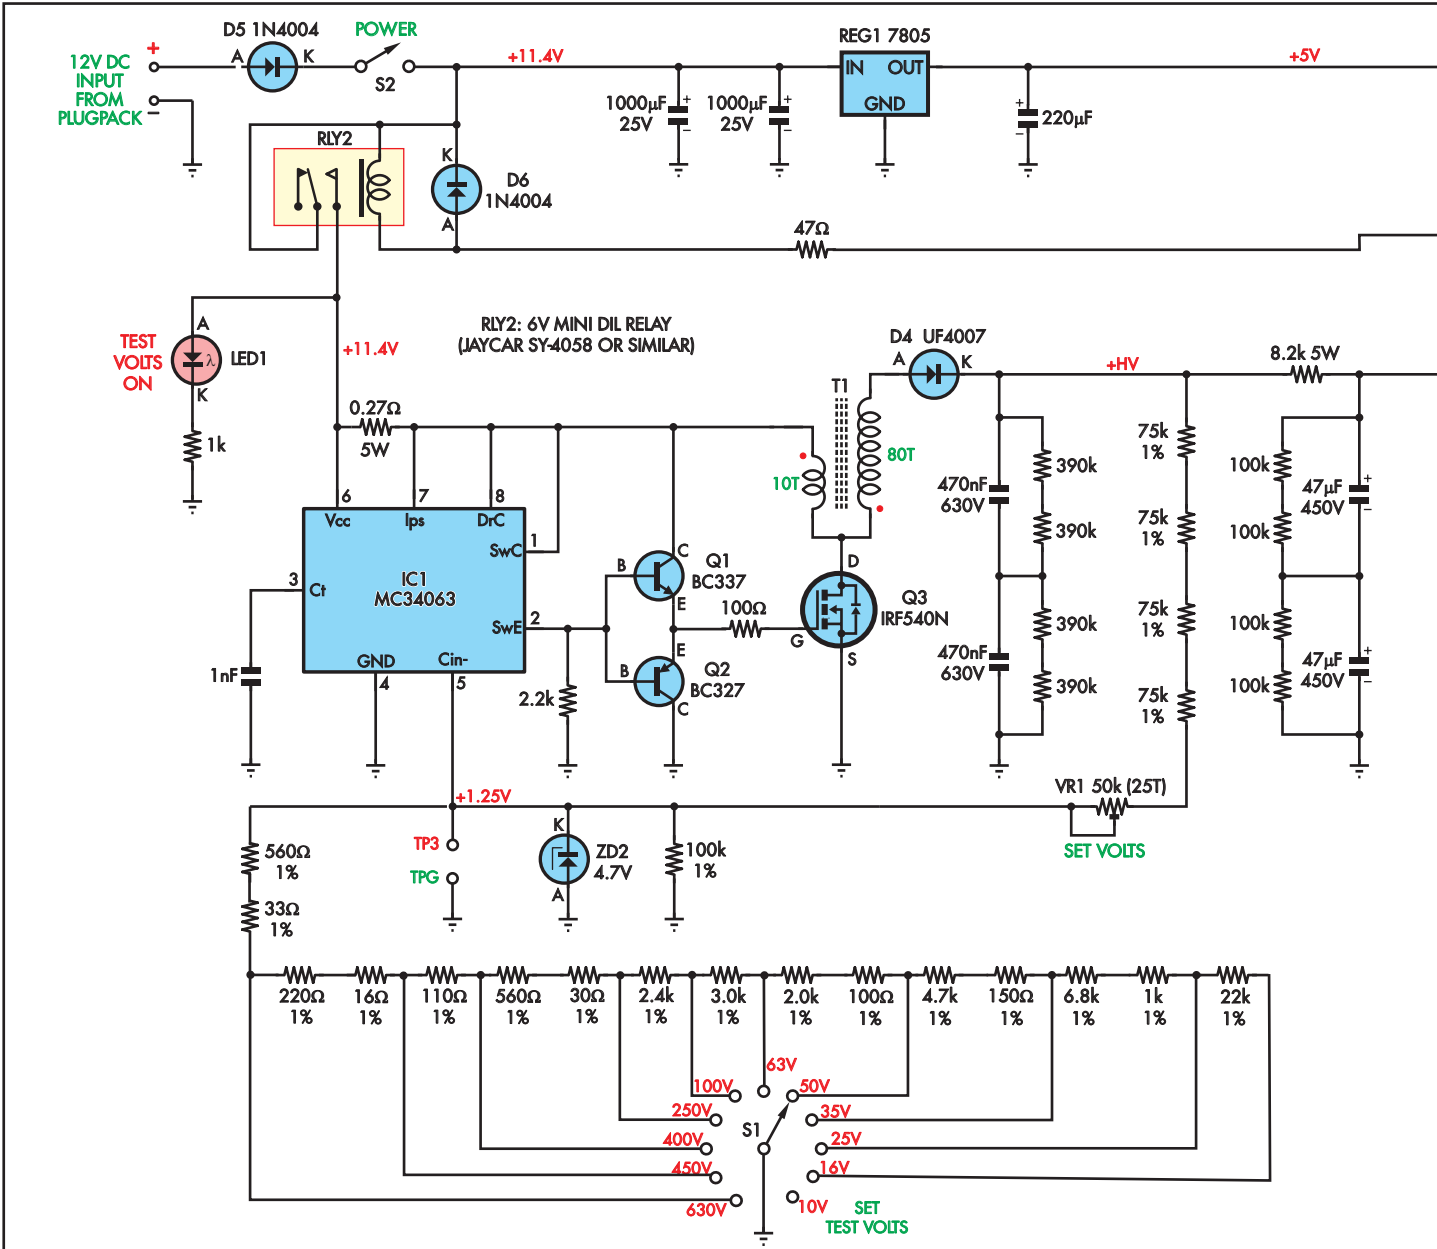 D5 1N4004
POWER
REG1 7805
+
A
K
+11.4V
IN
OUT
+5V
12V DC
INPUT
FROM
PLUGPACK
–
S2
GND
1000µF
25V
+
–
1000µF
25V
+
–
+
–
220µF
RLY2
K
D6
1N4004
A
47Ω
TEST
VOLTS
ON
A
λ
LED1
K
+11.4V
RLY2: 6V MINI DIL RELAY
(JAYCAR SY-4058 OR SIMILAR)
D4 UF4007
A
K
+HV
8.2k 5W
1k
0.27Ω
5W
T1
10T
80T
470nF
630V
390k
390k
75k
1%
75k
1%
100k
100k
47µF
450V
+
–
6
7
8
Vcc
Ips
DrC
SwC
1
3
Ct
IC1
MC34063
SwE
2
GND
Cin-
4
5
1nF
2.2k
B
C
Q1
BC337
E
E
B
Q2
BC327
C
100Ω
D
G
S
Q3
IRF540N
470nF
630V
390k
390k
75k
1%
75k
1%
100k
100k
47µF
450V
+
–
+1.25V
VR1 50k (25T)
SET VOLTS
560Ω
1%
33Ω
1%
TP3
TPG
K
ZD2
4.7V
A
100k
1%
220Ω
1%
16Ω
1%
110Ω
1%
560Ω
1%
30Ω
1%
2.4k
1%
3.0k
1%
2.0k
1%
100Ω
1%
4.7k
1%
150Ω
1%
6.8k
1%
1k
1%
22k
1%
63V
100V
50V
250V
35V
S1
400V
25V
450V
16V
630V
10V
SET
TEST VOLTS